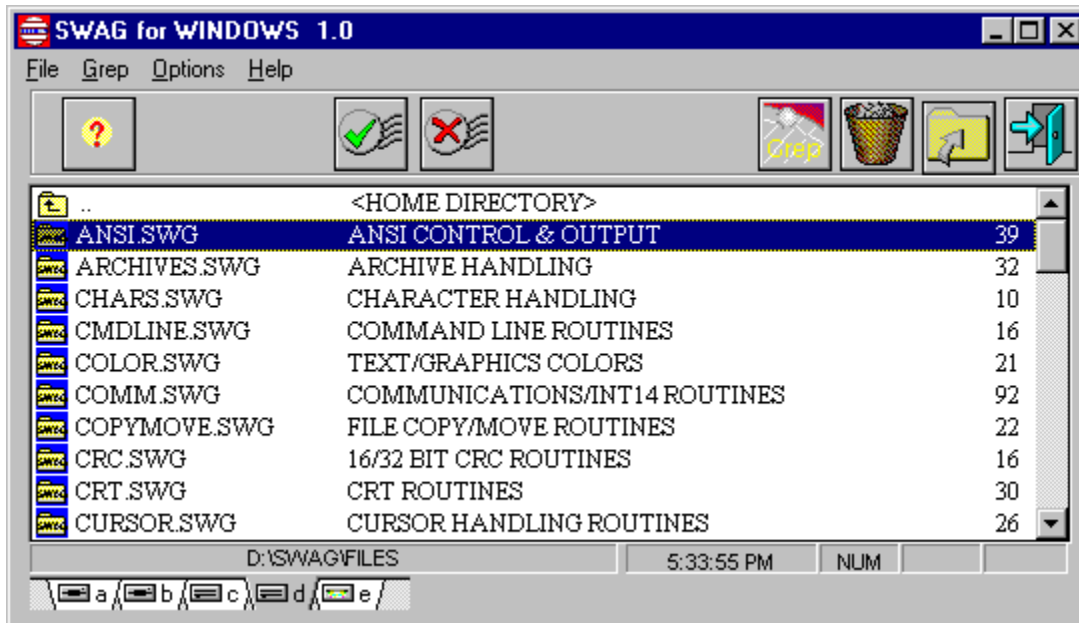 SWAG for WINDOWS 1.0
File Grep Options Help
?
Grep
.. <HOME DIRECTORY>
ANSI.SWG ANSI CONTROL & OUTPUT 39
ARCHIVES.SWG ARCHIVE HANDLING 32
CHARS.SWG CHARACTER HANDLING 10
CMDLINE.SWG COMMAND LINE ROUTINES 16
COLOR.SWG TEXT/GRAPHICS COLORS 21
COMM.SWG COMMUNICATIONS/INT14 ROUTINES 92
COPYMOVE.SWG FILE COPY/MOVE ROUTINES 22
CRC.SWG 16/32 BIT CRC ROUTINES 16
CRT.SWG CRT ROUTINES 30
CURSOR.SWG CURSOR HANDLING ROUTINES 26
D:\SWAG\FILES 5:33:55 PM NUM
a b c d e